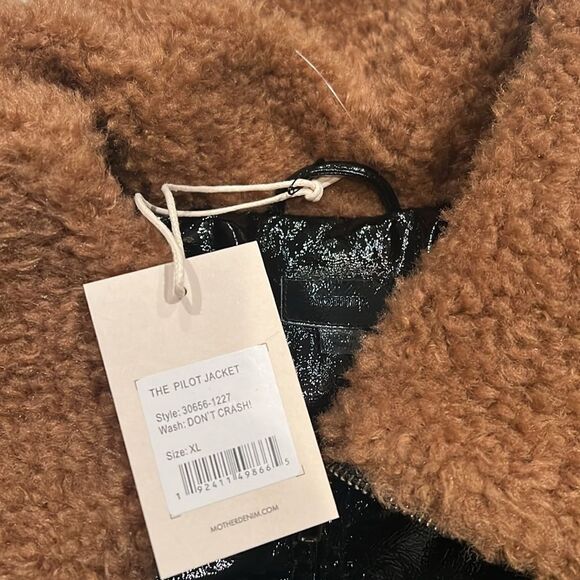 THE PILOT JACKET
Style: 30656-1227
Wash: DON'T CRASH!
Size: XL
1 92411 49866 5
MOTHERDENIM.COM